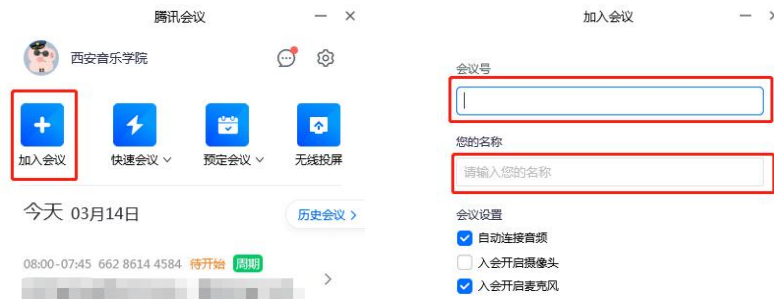 腾讯会议
西安音乐学院
加入会议
快速会议
预定会议
无线投屏
今天 03月14日
历史会议
08:00-07:45 662 8614 4584 待开始 周期
加入会议
会议号
您的名称
请输入您的名称
会议设置
自动连接音频
入会开启摄像头
入会开启麦克风